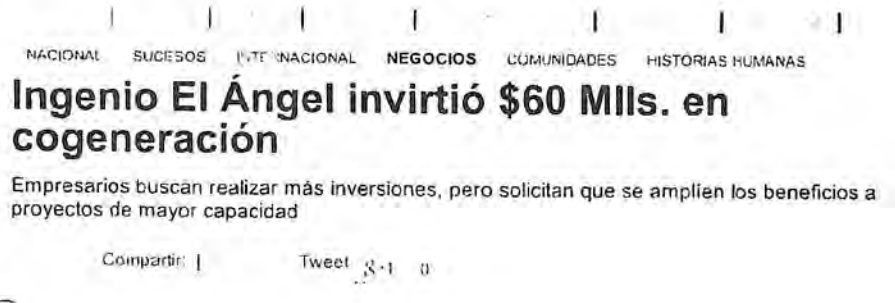 NACIONAL SUCESOS NEGOCIOS COMUNIDADES HISTORIAS HUMANAS
Ingenio El Ángel invirtió $60 Mlls. en
cogeneración
Empresarios buscan realizar más inversiones, pero solicitan que se amplíen los beneficios a
proyectos de mayor capacidad
Compartir: Tweet 0